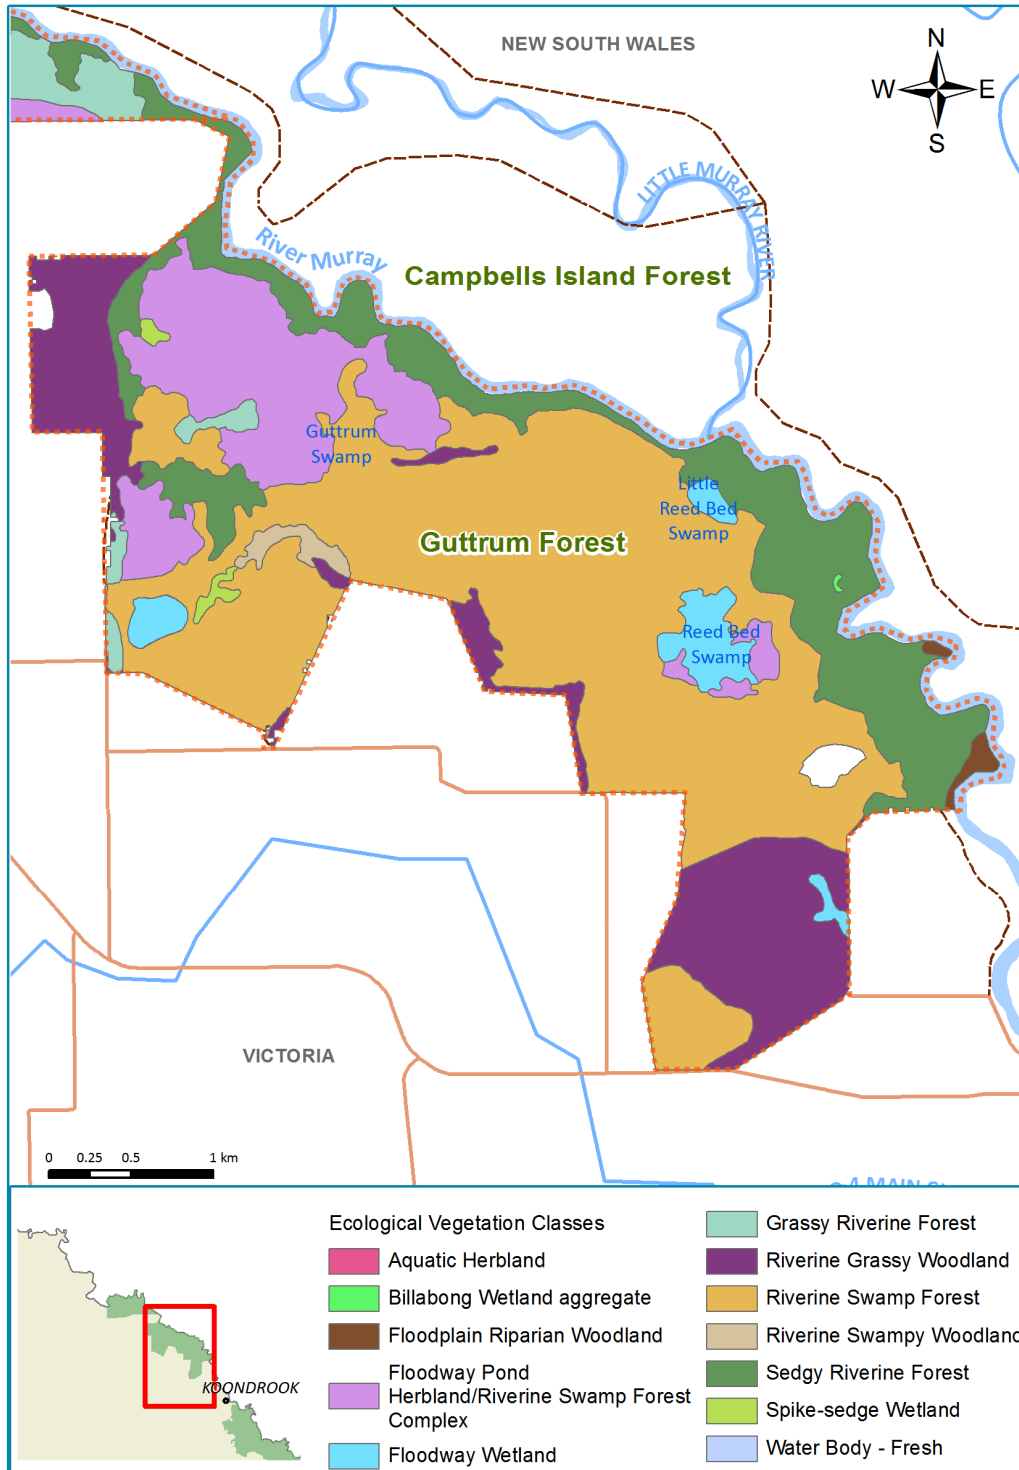 NEW SOUTH WALES
N
W E
S
LITTLE MURRAY RIVER
River Murray
Campbells Island Forest
Guttrum
Swamp
Little
Reed Bed
Swamp
Guttrum Forest
Reed Bed
Swamp
VICTORIA
0 0.25 0.5 1 km
Ecological Vegetation Classes
Aquatic Herbland
Billabong Wetland aggregate
Floodplain Riparian Woodland
Floodway Pond
Herbland/Riverine Swamp Forest
Complex
Floodway Wetland
Grassy Riverine Forest
Riverine Grassy Woodland
Riverine Swamp Forest
Riverine Swampy Woodland
Sedgy Riverine Forest
Spike-sedge Wetland
Water Body - Fresh
KOONDROOK